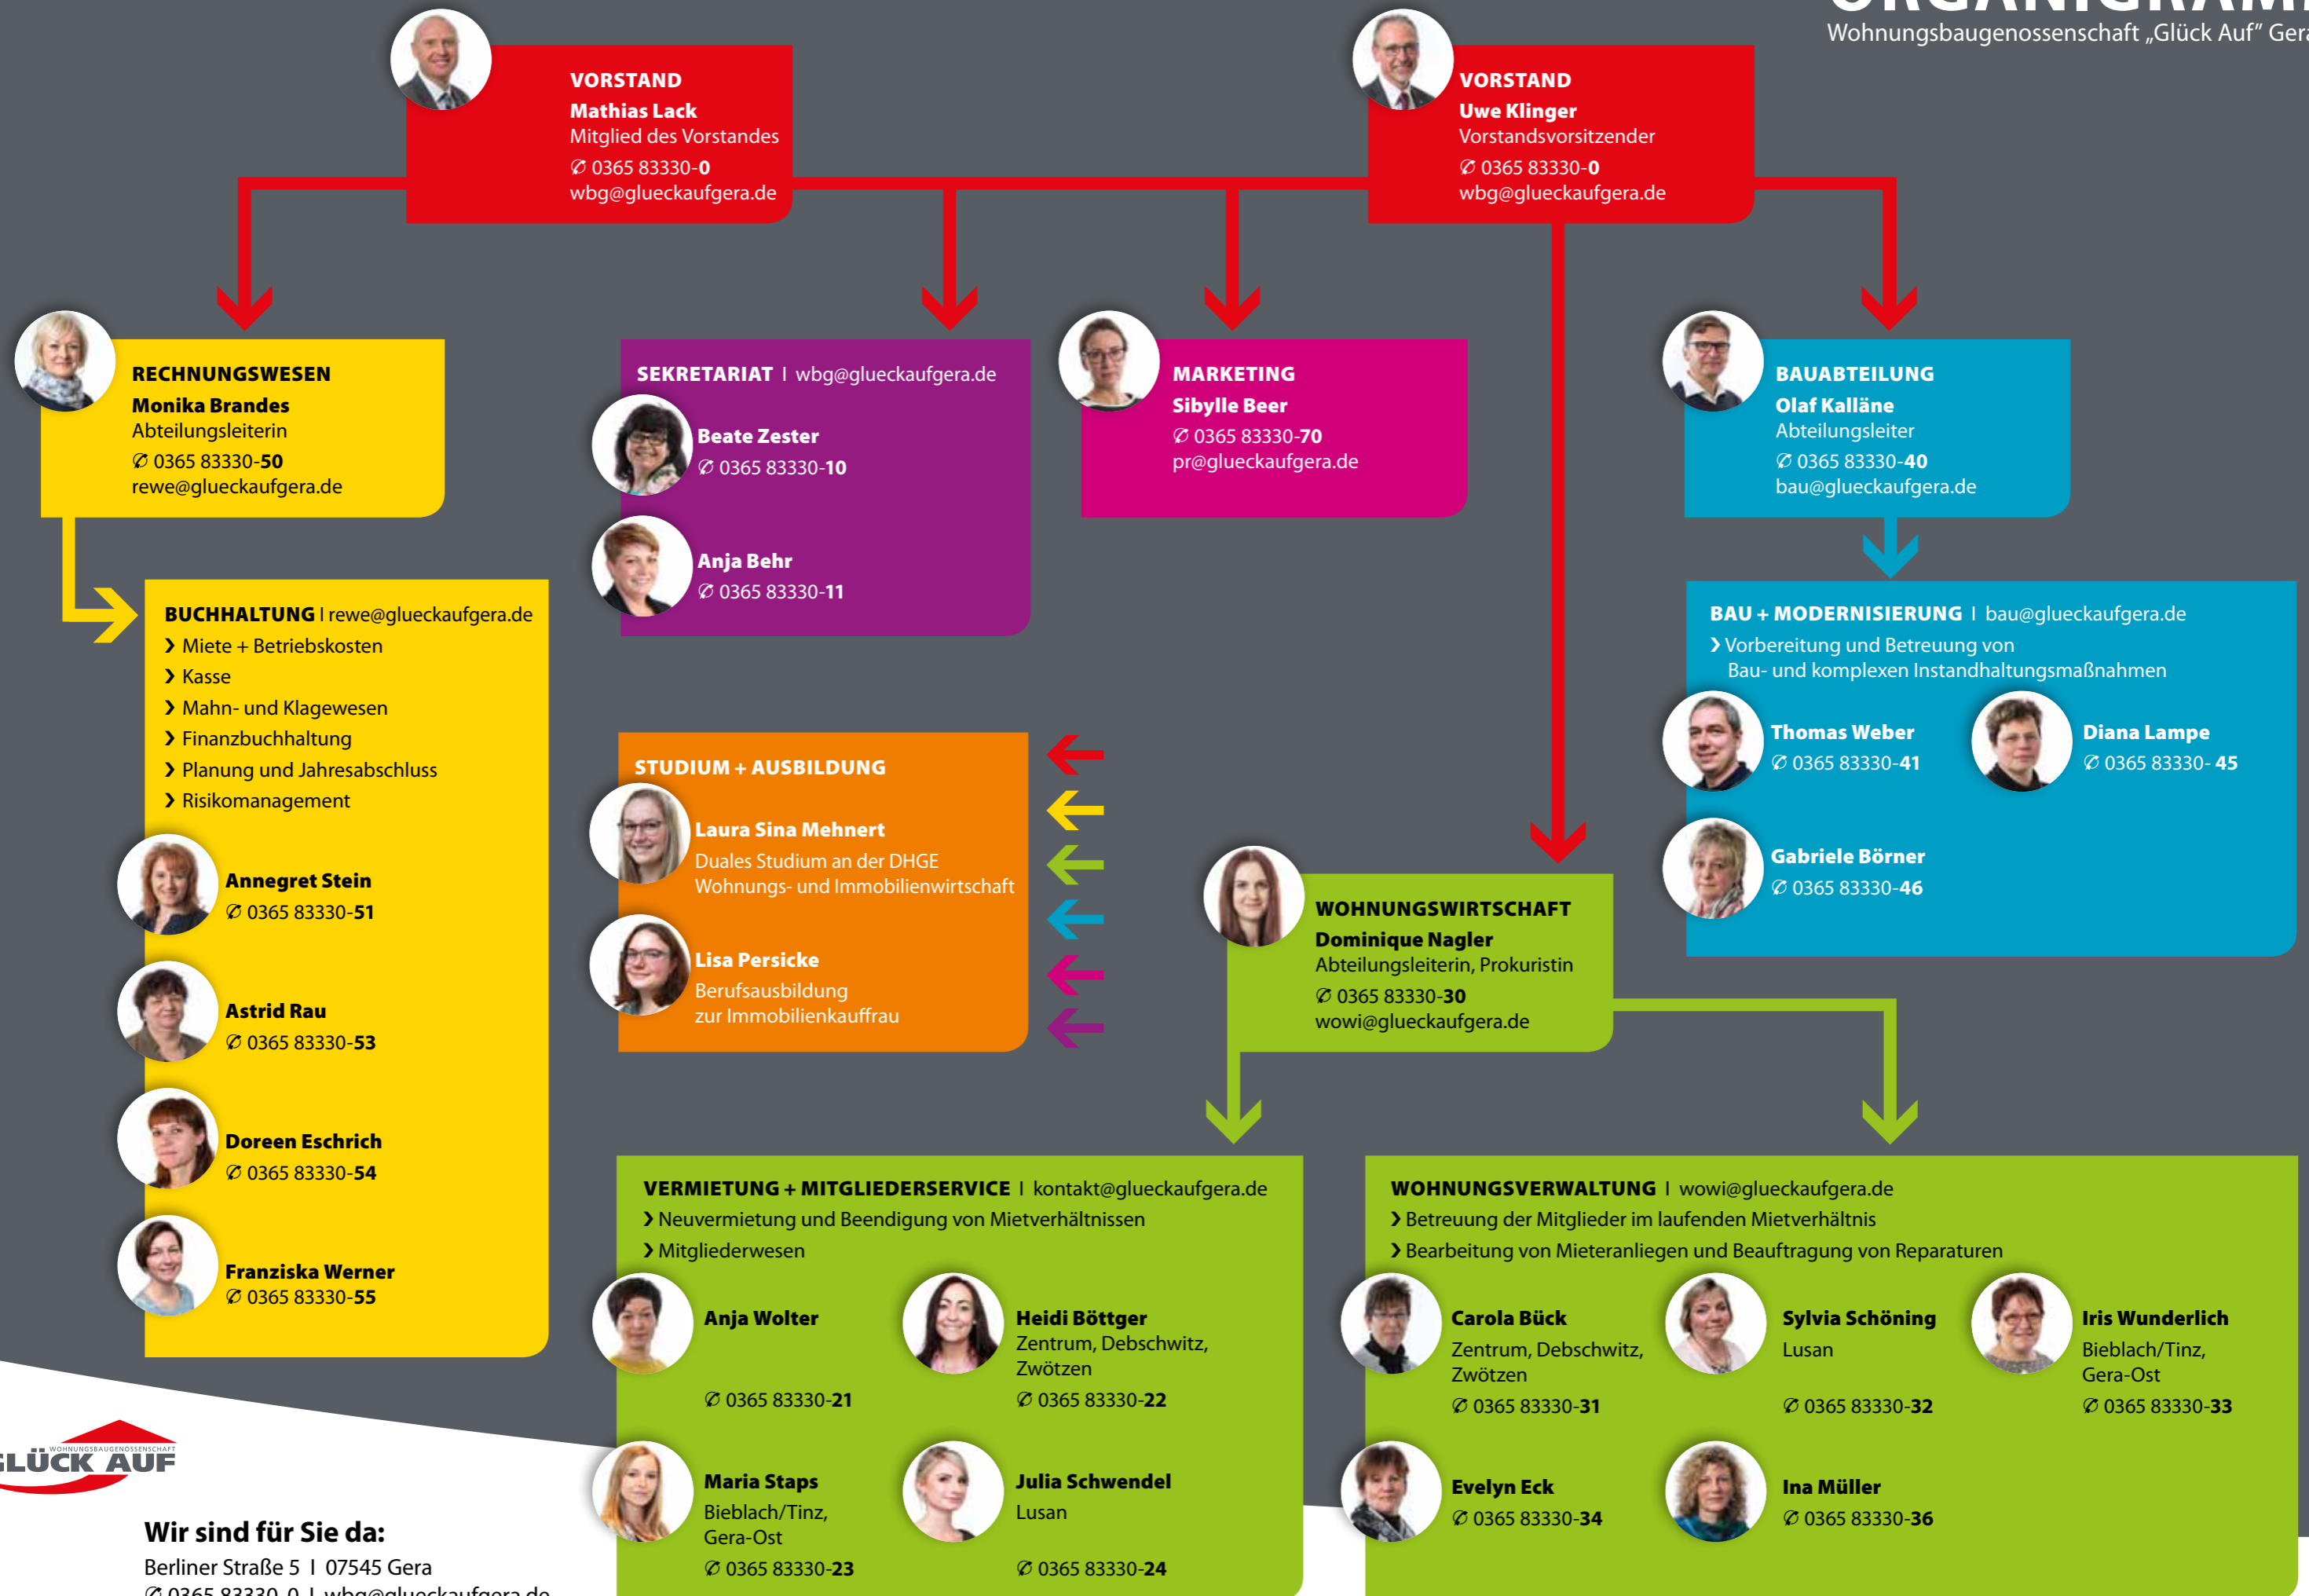 ORGANIGRAMM
Wohnungsbaugenossenschaft „Glück Auf" Gera
VORSTAND
Mathias Lack
Mitglied des Vorstandes
✆ 0365 83330-0
wbg@glueckaufgera.de
VORSTAND
Uwe Klinger
Vorstandsvorsitzender
✆ 0365 83330-0
wbg@glueckaufgera.de
RECHNUNGSWESEN
Monika Brandes
Abteilungsleiterin
✆ 0365 83330-50
rewe@glueckaufgera.de
SEKRETARIAT I wbg@glueckaufgera.de
Beate Zester
✆ 0365 83330-10
Anja Behr
✆ 0365 83330-11
MARKETING
Sibylle Beer
✆ 0365 83330-70
pr@glueckaufgera.de
BAUABTEILUNG
Olaf Kalläne
Abteilungsleiter
✆ 0365 83330-40
bau@glueckaufgera.de
BUCHHALTUNG I rewe@glueckaufgera.de
❯ Miete + Betriebskosten
❯ Kasse
❯ Mahn- und Klagewesen
❯ Finanzbuchhaltung
❯ Planung und Jahresabschluss
❯ Risikomanagement
Annegret Stein
✆ 0365 83330-51
Astrid Rau
✆ 0365 83330-53
Doreen Eschrich
✆ 0365 83330-54
Franziska Werner
✆ 0365 83330-55
BAU + MODERNISIERUNG I bau@glueckaufgera.de
❯ Vorbereitung und Betreuung von
Bau- und komplexen Instandhaltungsmaßnahmen
Thomas Weber
✆ 0365 83330-41
Diana Lampe
✆ 0365 83330- 45
Gabriele Börner
✆ 0365 83330-46
STUDIUM + AUSBILDUNG
Laura Sina Mehnert
Duales Studium an der DHGE
Wohnungs- und Immobilienwirtschaft
Lisa Persicke
Berufsausbildung
zur Immobilienkauffrau
WOHNUNGSWIRTSCHAFT
Dominique Nagler
Abteilungsleiterin, Prokuristin
✆ 0365 83330-30
wowi@glueckaufgera.de
VERMIETUNG + MITGLIEDERSERVICE I kontakt@glueckaufgera.de
❯ Neuvermietung und Beendigung von Mietverhältnissen
❯ Mitgliederwesen
Anja Wolter
✆ 0365 83330-21
Heidi Böttger
Zentrum, Debschwitz,
Zwötzen
✆ 0365 83330-22
Maria Staps
Bieblach/Tinz,
Gera-Ost
✆ 0365 83330-23
Julia Schwendel
Lusan
✆ 0365 83330-24
WOHNUNGSVERWALTUNG I wowi@glueckaufgera.de
❯ Betreuung der Mitglieder im laufenden Mietverhältnis
❯ Bearbeitung von Mieteranliegen und Beauftragung von Reparaturen
Carola Bück
Zentrum, Debschwitz,
Zwötzen
✆ 0365 83330-31
Sylvia Schöning
Lusan
✆ 0365 83330-32
Iris Wunderlich
Bieblach/Tinz,
Gera-Ost
✆ 0365 83330-33
Evelyn Eck
✆ 0365 83330-34
Ina Müller
✆ 0365 83330-36
WOHNUNGSBAUGENOSSENSCHAFT
GLÜCK AUF
Wir sind für Sie da:
Berliner Straße 5 I 07545 Gera
✆ 0365 83330-0 I wbg@glueckaufgera.de